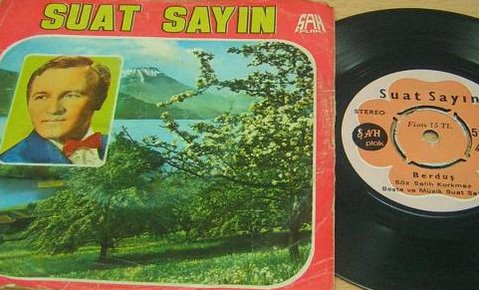 SUAT SAYIN
ŞAH
PLAK
Suat Sayın
STEREO
Fiatı 15 TL.
ŞAH
plak
Berduş
Söz Salih Korkmaz
Beste ve Müzik Suat Sa